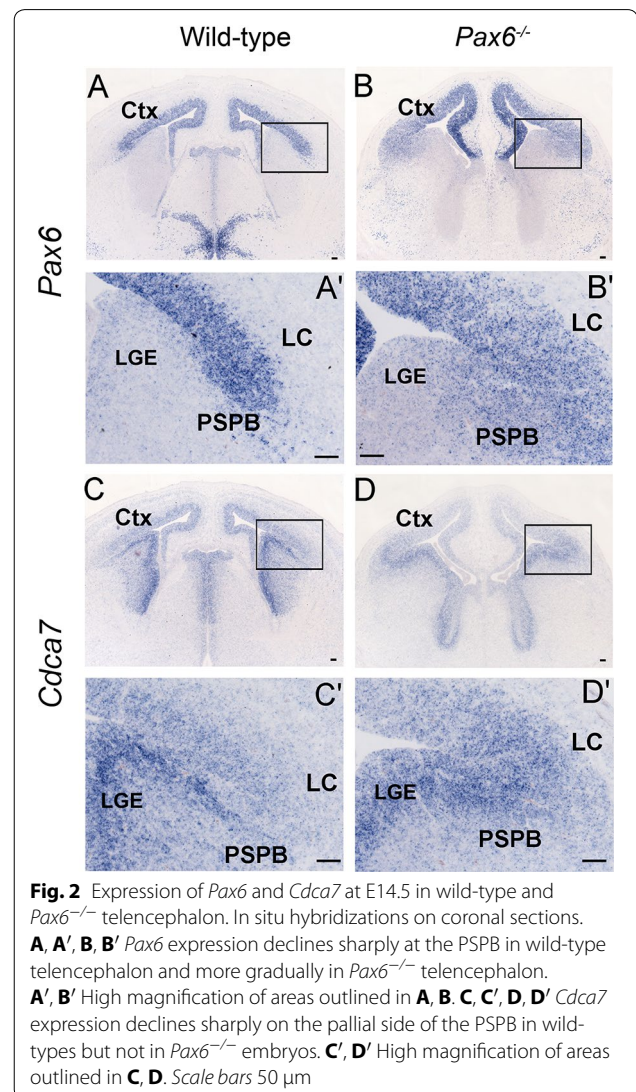 Wild-type
Pax6-/-
A
Ctx
B
Ctx
Pax6
A'
LC
LGE
PSPB
B'
LC
LGE
PSPB
C
Ctx
D
Ctx
Cdca7
C'
LC
LGE
PSPB
D'
LC
LGE
PSPB
Fig. 2 Expression of Pax6 and Cdca7 at E14.5 in wild-type and
Pax6−/− telencephalon. In situ hybridizations on coronal sections.
A, A′, B, B′ Pax6 expression declines sharply at the PSPB in wild-type
telencephalon and more gradually in Pax6−/− telencephalon.
A′, B′ High magnification of areas outlined in A, B. C, C′, D, D′ Cdca7
expression declines sharply on the pallial side of the PSPB in wild-
types but not in Pax6−/− embryos. C′, D′ High magnification of areas
outlined in C, D. Scale bars 50 μm